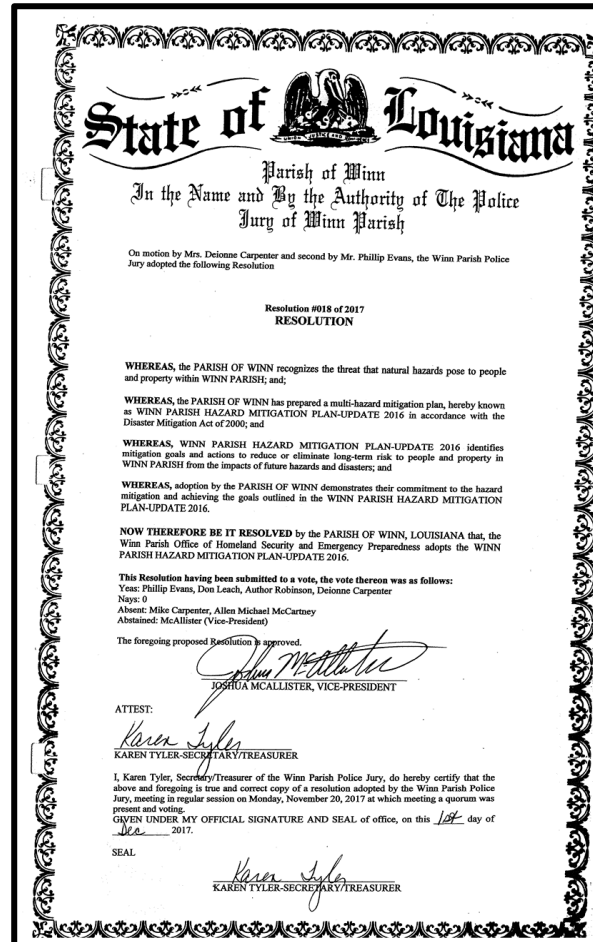 State of Louisiana
UNION JUSTICE AND
Parish of Winn
In the Name and By the Authority of The Police
Jury of Winn Parish
On motion by Mrs. Deionne Carpenter and second by Mr. Phillip Evans, the Winn Parish Police
Jury adopted the following Resolution
Resolution #018 of 2017
RESOLUTION
WHEREAS, the PARISH OF WINN recognizes the threat that natural hazards pose to people
and property within WINN PARISH; and;
WHEREAS, the PARISH OF WINN has prepared a multi-hazard mitigation plan, hereby known
as WINN PARISH HAZARD MITIGATION PLAN-UPDATE 2016 in accordance with the
Disaster Mitigation Act of 2000; and
WHEREAS, WINN PARISH HAZARD MITIGATION PLAN-UPDATE 2016 identifies
mitigation goals and actions to reduce or eliminate long-term risk to people and property in
WINN PARISH from the impacts of future hazards and disasters; and
WHEREAS, adoption by the PARISH OF WINN demonstrates their commitment to the hazard
mitigation and achieving the goals outlined in the WINN PARISH HAZARD MITIGATION
PLAN-UPDATE 2016.
NOW THEREFORE BE IT RESOLVED by the PARISH OF WINN, LOUISIANA that, the
Winn Parish Office of Homeland Security and Emergency Preparedness adopts the WINN
PARISH HAZARD MITIGATION PLAN-UPDATE 2016.
This Resolution having been submitted to a vote, the vote thereon was as follows:
Yeas: Phillip Evans, Don Leach, Author Robinson, Deionne Carpenter
Nays: 0
Absent: Mike Carpenter, Allen Michael McCartney
Abstained: McAllister (Vice-President)
The foregoing proposed Resolution is approved.
Joshua McAllister
JOSHUA MCALLISTER, VICE-PRESIDENT
ATTEST:
Karen Tyler
KAREN TYLER-SECRETARY/TREASURER
I, Karen Tyler, Secretary/Treasurer of the Winn Parish Police Jury, do hereby certify that the
above and foregoing is true and correct copy of a resolution adopted by the Winn Parish Police
Jury, meeting in regular session on Monday, November 20, 2017 at which meeting a quorum was
present and voting.
GIVEN UNDER MY OFFICIAL SIGNATURE AND SEAL of office, on this 1st day of
Dec 2017.
SEAL
Karen Tyler
KAREN TYLER-SECRETARY/TREASURER